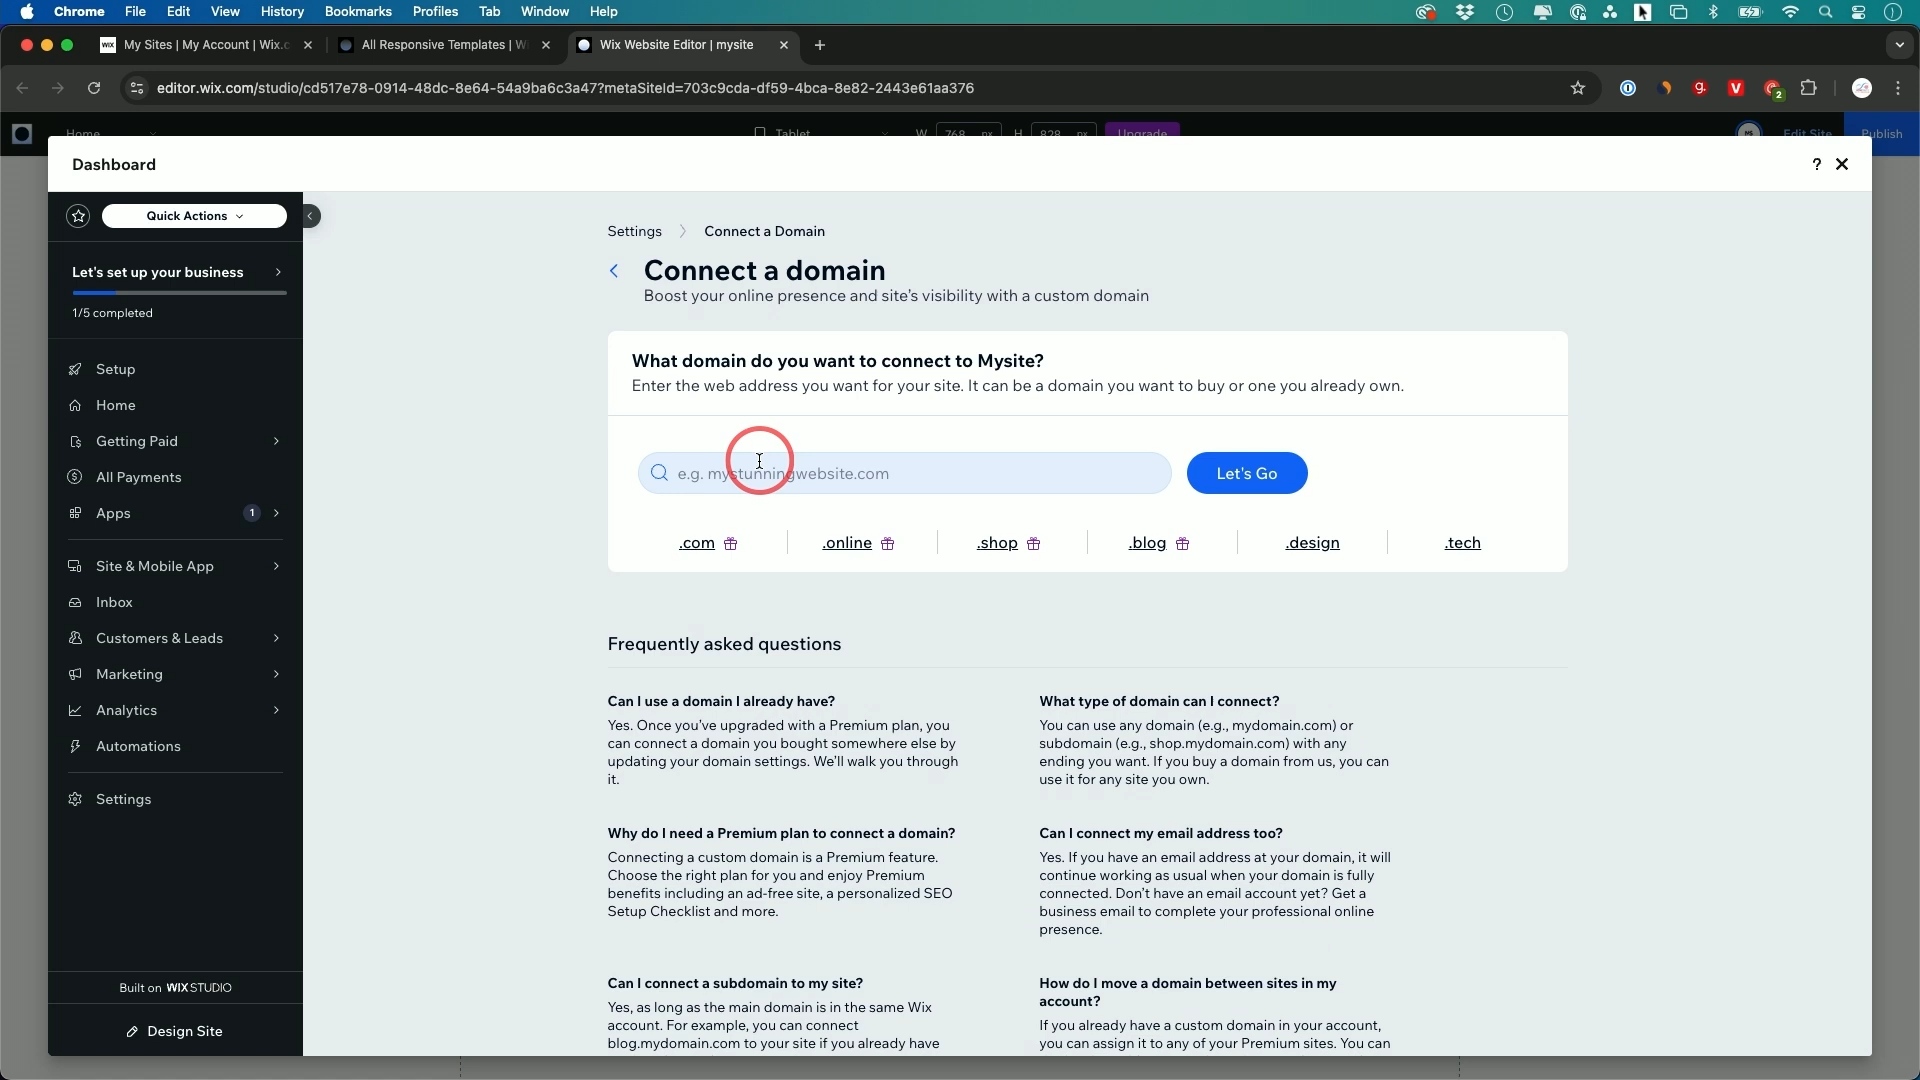 Chrome File Edit View History Bookmarks Profiles Tab Window Help
My Sites | My Account | Wix.c
All Responsive Templates | W
Wix Website Editor | mysite
editor.wix.com/studio/cd517e78-0914-48dc-8e64-54a9ba6c3a47?metaSiteId=703c9cda-df59-4bca-8e82-2443e61aa376
Home Tablet W 768 px H 828 px Upgrade Edit Site Publish
Dashboard ?
Quick Actions
Let's set up your business
1/5 completed
Setup
Home
Getting Paid
All Payments
Apps 1
Site & Mobile App
Inbox
Customers & Leads
Marketing
Analytics
Automations
Settings
Built on WIX STUDIO
Design Site
Settings Connect a Domain
Connect a domain
Boost your online presence and site's visibility with a custom domain
What domain do you want to connect to Mysite?
Enter the web address you want for your site. It can be a domain you want to buy or one you already own.
e.g. mystunningwebsite.com Let's Go
.com .online .shop .blog .design .tech
Frequently asked questions
Can I use a domain I already have?
Yes. Once you've upgraded with a Premium plan, you
can connect a domain you bought somewhere else by
updating your domain settings. We'll walk you through
it.
What type of domain can I connect?
You can use any domain (e.g., mydomain.com) or
subdomain (e.g., shop.mydomain.com) with any
ending you want. If you buy a domain from us, you can
use it for any site you own.
Why do I need a Premium plan to connect a domain?
Connecting a custom domain is a Premium feature.
Choose the right plan for you and enjoy Premium
benefits including an ad-free site, a personalized SEO
Setup Checklist and more.
Can I connect my email address too?
Yes. If you have an email address at your domain, it will
continue working as usual when your domain is fully
connected. Don't have an email account yet? Get a
business email to complete your professional online
presence.
Can I connect a subdomain to my site?
Yes, as long as the main domain is in the same Wix
account. For example, you can connect
blog.mydomain.com to your site if you already have
How do I move a domain between sites in my
account?
If you already have a custom domain in your account,
you can assign it to any of your Premium sites. You can